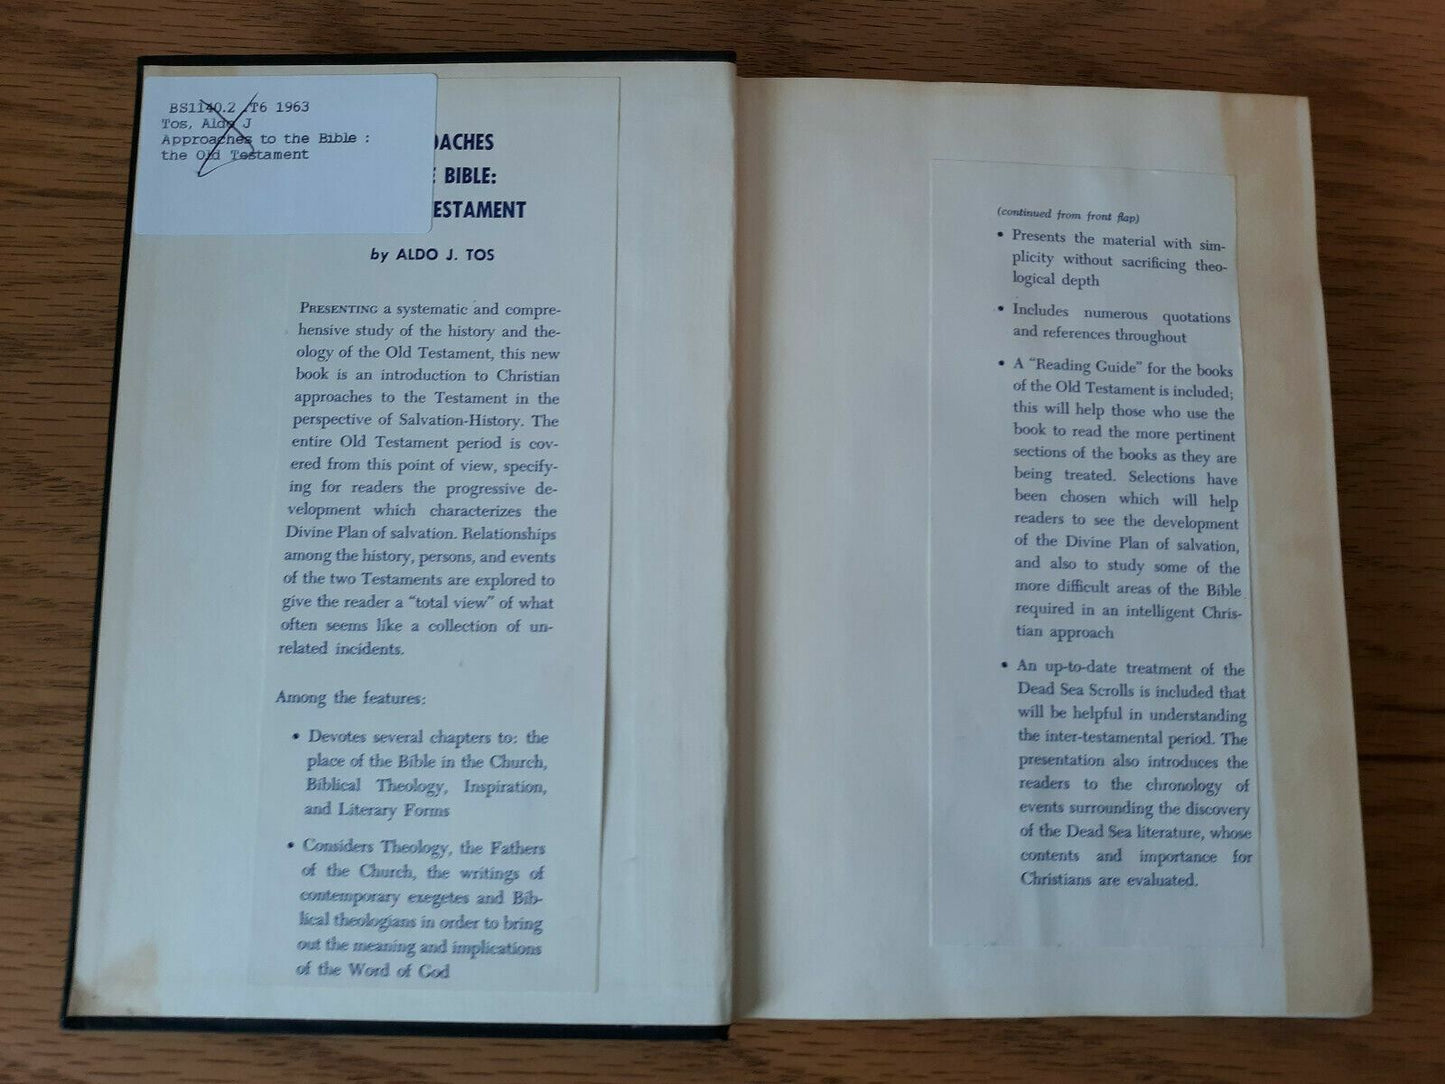 BS1140.2 .T6 1963
Tos, Aldo J
Approaches to the Bible :
the Old Testament
OACHES
E BIBLE:
ESTAMENT
by ALDO J. TOS
PRESENTING a systematic and compre-
hensive study of the history and the-
ology of the Old Testament, this new
book is an introduction to Christian
approaches to the Testament in the
perspective of Salvation-History. The
entire Old Testament period is cov-
ered from this point of view, specify-
ing for readers the progressive de-
velopment which characterizes the
Divine Plan of salvation. Relationships
among the history, persons, and events
of the two Testaments are explored to
give the reader a "total view" of what
often seems like a collection of un-
related incidents.
Among the features:
• Devotes several chapters to: the
place of the Bible in the Church,
Biblical Theology, Inspiration,
and Literary Forms
• Considers Theology, the Fathers
of the Church, the writings of
contemporary exegetes and Bib-
lical theologians in order to bring
out the meaning and implications
of the Word of God
(continued from front flap)
• Presents the material with sim-
plicity without sacrificing theo-
logical depth
• Includes numerous quotations
and references throughout
• A "Reading Guide" for the books
of the Old Testament is included;
this will help those who use the
book to read the more pertinent
sections of the books as they are
being treated. Selections have
been chosen which will help
readers to see the development
of the Divine Plan of salvation,
and also to study some of the
more difficult areas of the Bible
required in an intelligent Chris-
tian approach
• An up-to-date treatment of the
Dead Sea Scrolls is included that
will be helpful in understanding
the inter-testamental period. The
presentation also introduces the
readers to the chronology of
events surrounding the discovery
of the Dead Sea literature, whose
contents and importance for
Christians are evaluated.